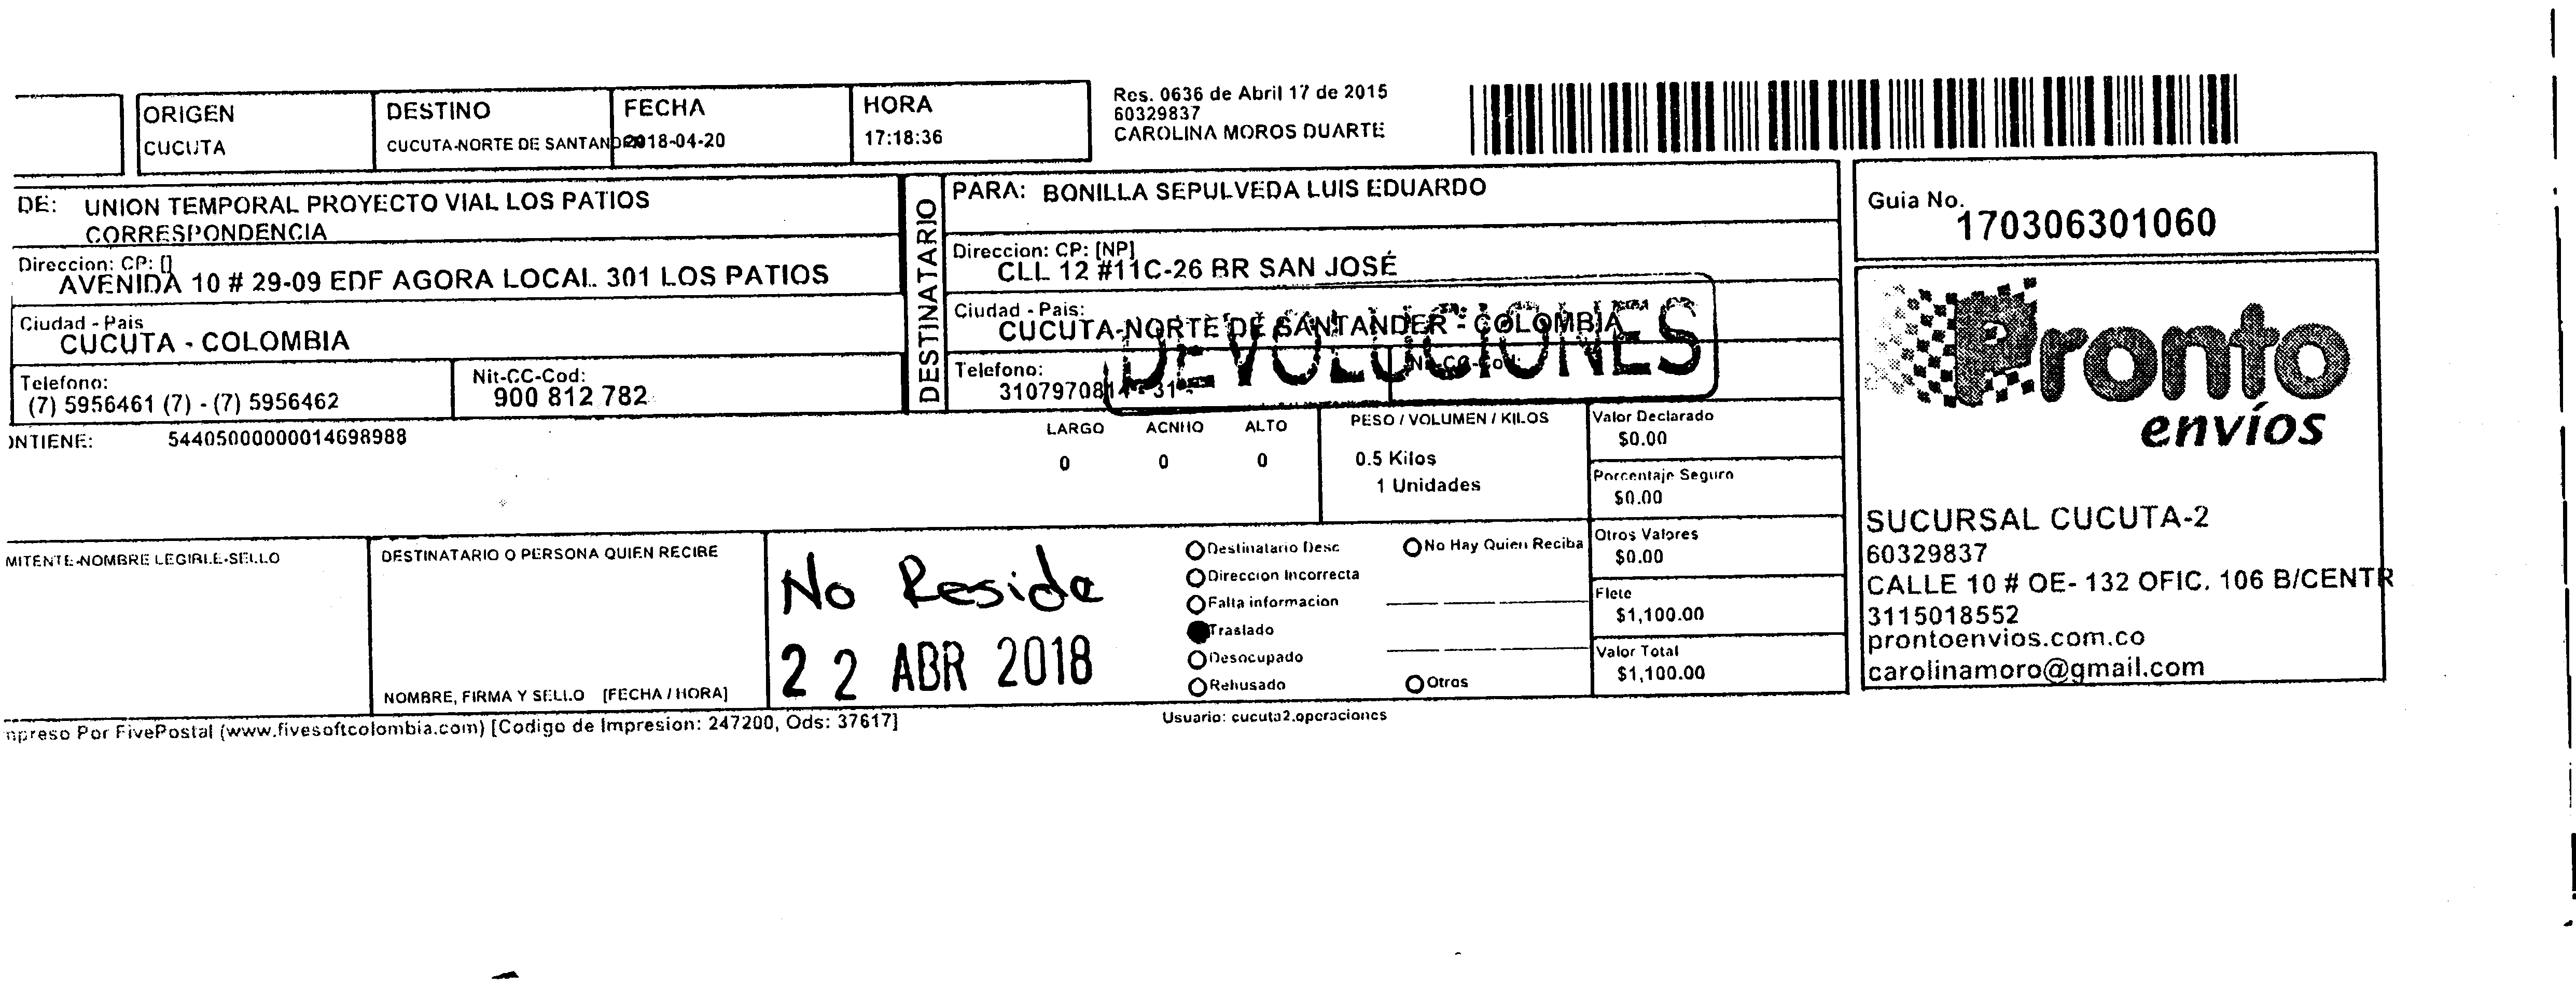 ORIGEN
CUCUTA
DESTINO
CUCUTA-NORTE DE SANTANDER
FECHA
2018-04-20
HORA
17:18:36
Res. 0636 de Abril 17 de 2015
60329837
CAROLINA MOROS DUARTE
DE: UNION TEMPORAL PROYECTO VIAL LOS PATIOS
CORRESPONDENCIA
Direccion: CP: []
AVENIDA 10 # 29-09 EDF AGORA LOCAL 301 LOS PATIOS
Ciudad - Pais
CUCUTA - COLOMBIA
Telefono:
(7) 5956461 (7) - (7) 5956462
Nit-CC-Cod:
900 812 782
DESTINATARIO
PARA: BONILLA SEPULVEDA LUIS EDUARDO
Direccion: CP: [NP]
CLL 12 #11C-26 BR SAN JOSÉ
Ciudad - Pais:
CUCUTA-NORTE DE SANTANDER - COLOMBIA
DEVOLUCIONES
Telefono:
Guia No.
170306301060
ONTIENE: 54405000000014698988
LARGO ACNHO ALTO
0 0 0
PESO / VOLUMEN / KILOS
0.5 Kilos
1 Unidades
Valor Declarado
$0.00
Porcentaje Seguro
$0.00
Otros Valores
$0.00
Flete
$1,100.00
Valor Total
$1,100.00
Pronto
envíos
SUCURSAL CUCUTA-2
60329837
CALLE 10 # OE- 132 OFIC. 106 B/CENTR
3115018552
prontoenvios.com.co
carolinamoro@gmail.com
MITENTE-NOMBRE LEGIBLE-SELLO
DESTINATARIO O PERSONA QUIEN RECIBE
NOMBRE, FIRMA Y SELLO [FECHA / HORA]
No Reside
22 ABR 2018
Destinatario Desc
Direccion Incorrecta
Falta informacion
Traslado
Desocupado
Rehusado
No Hay Quien Reciba
Otros
mpreso Por FivePostal (www.fivesoftcolombia.com) [Codigo de Impresion: 247200, Ods: 37617]
Usuario: cucuta2.operaciones